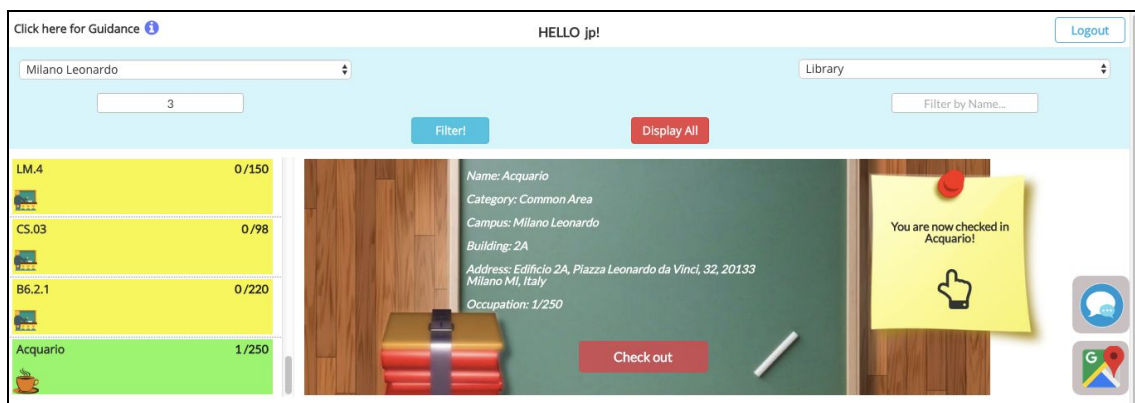 Click here for Guidance
HELLO jp!
Logout
Milano Leonardo
Library
3
Filter by Name...
Filter!
Display All
LM.4 0/150
CS.03 0/98
B6.2.1 0/220
Acquario 1/250
Name: Acquario
Category: Common Area
Campus: Milano Leonardo
Building: 2A
Address: Edificio 2A, Piazza Leonardo da Vinci, 32, 20133
Milano MI, Italy
Occupation: 1/250
Check out
You are now checked in
Acquario!
G